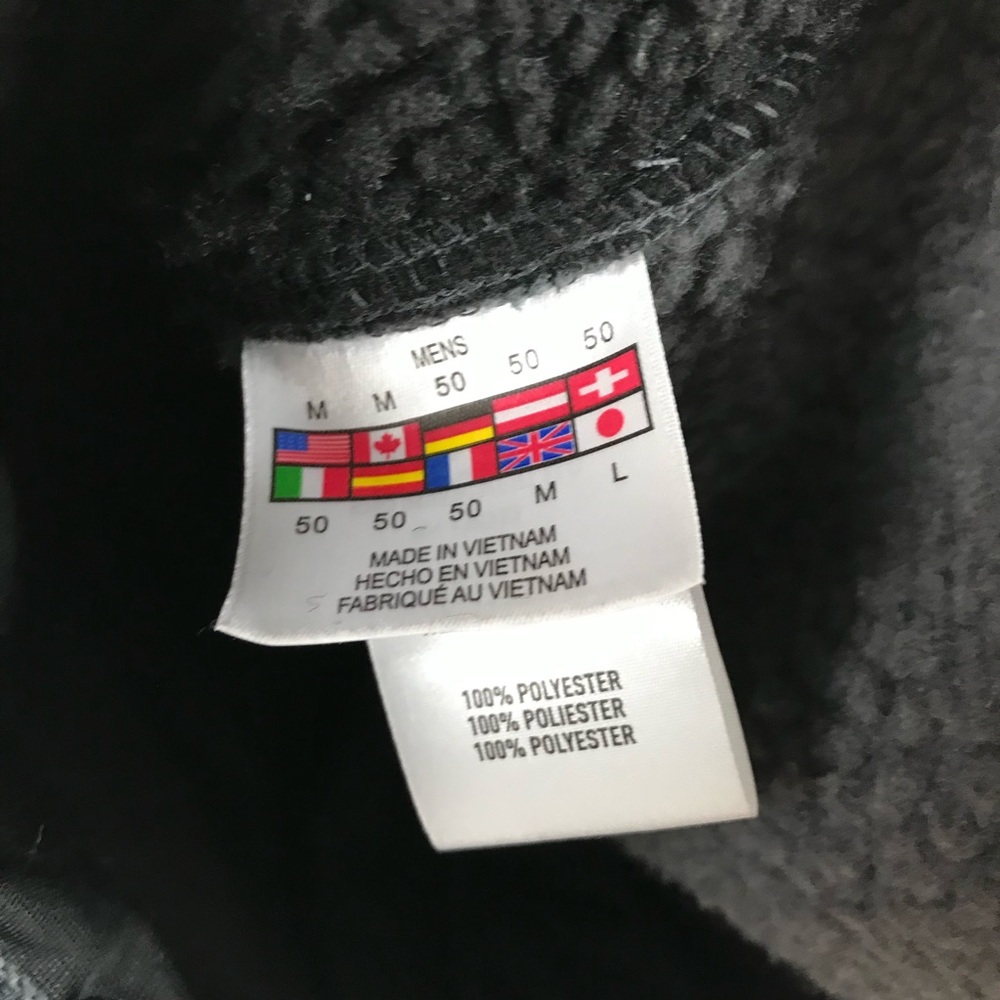 MENS
M M 50 50 50
50 50 50 M L
MADE IN VIETNAM
HECHO EN VIETNAM
FABRIQUÉ AU VIETNAM
100% POLYESTER
100% POLIESTER
100% POLYESTER